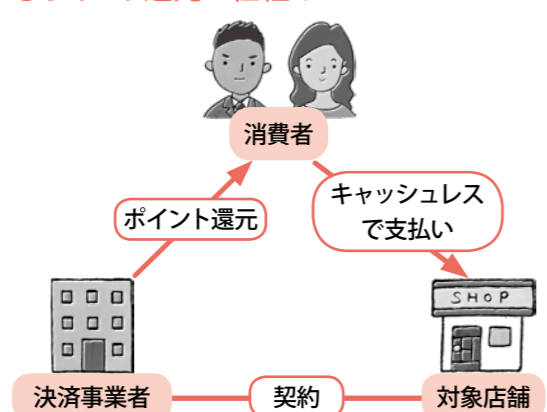 消費者
ポイント還元
キャッシュレス
で支払い
SHOP
決済事業者
契約
対象店舗